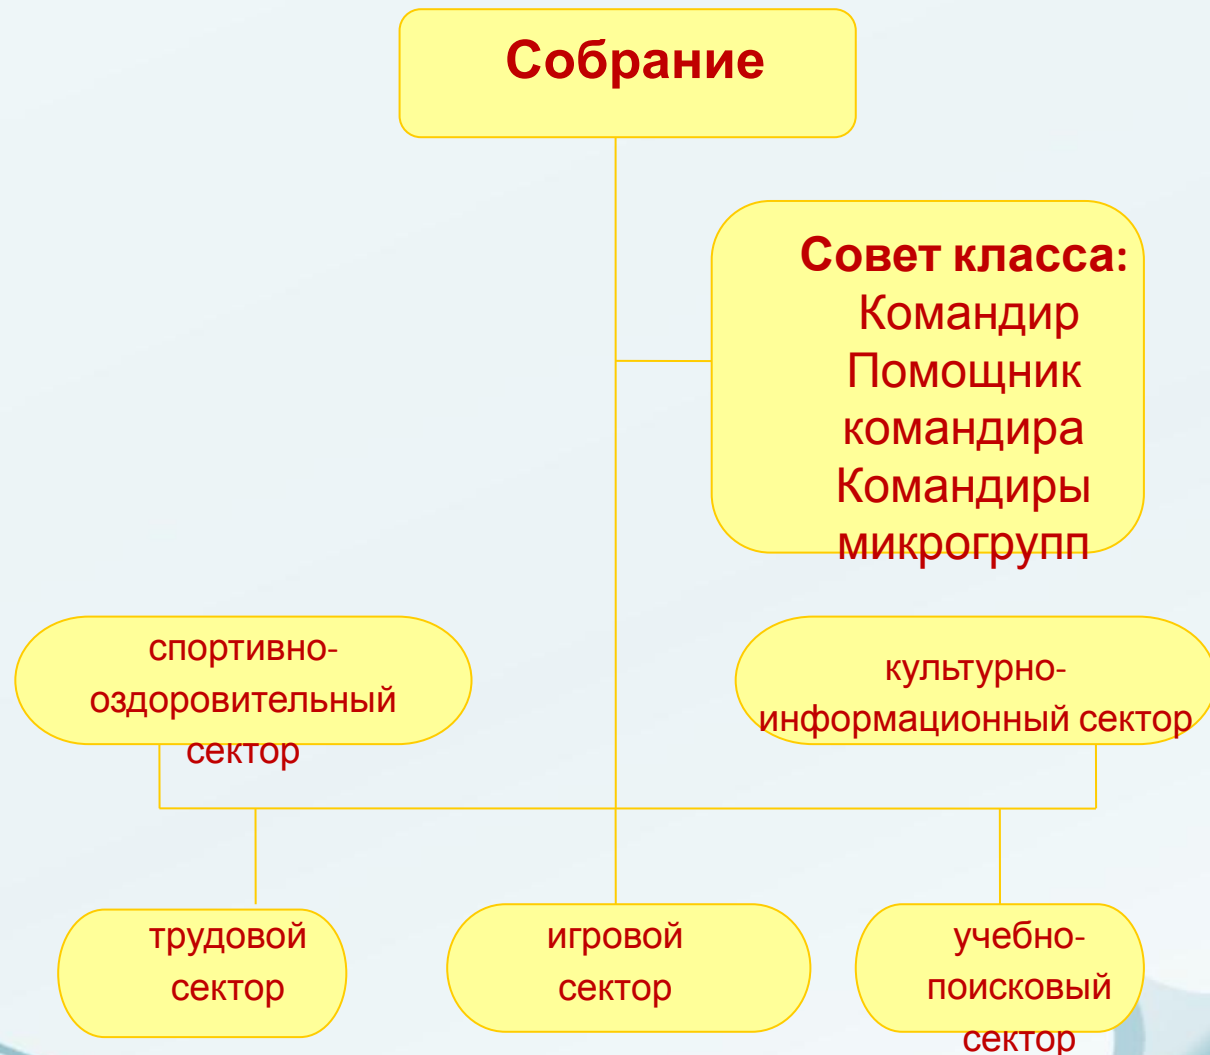 Собрание
Совет класса:
Командир
Помощник
командира
Командиры
микрогрупп
спортивно-
оздоровительный
сектор
культурно-
информационный сектор
трудовой
сектор
игровой
сектор
учебно-
поисковый
сектор